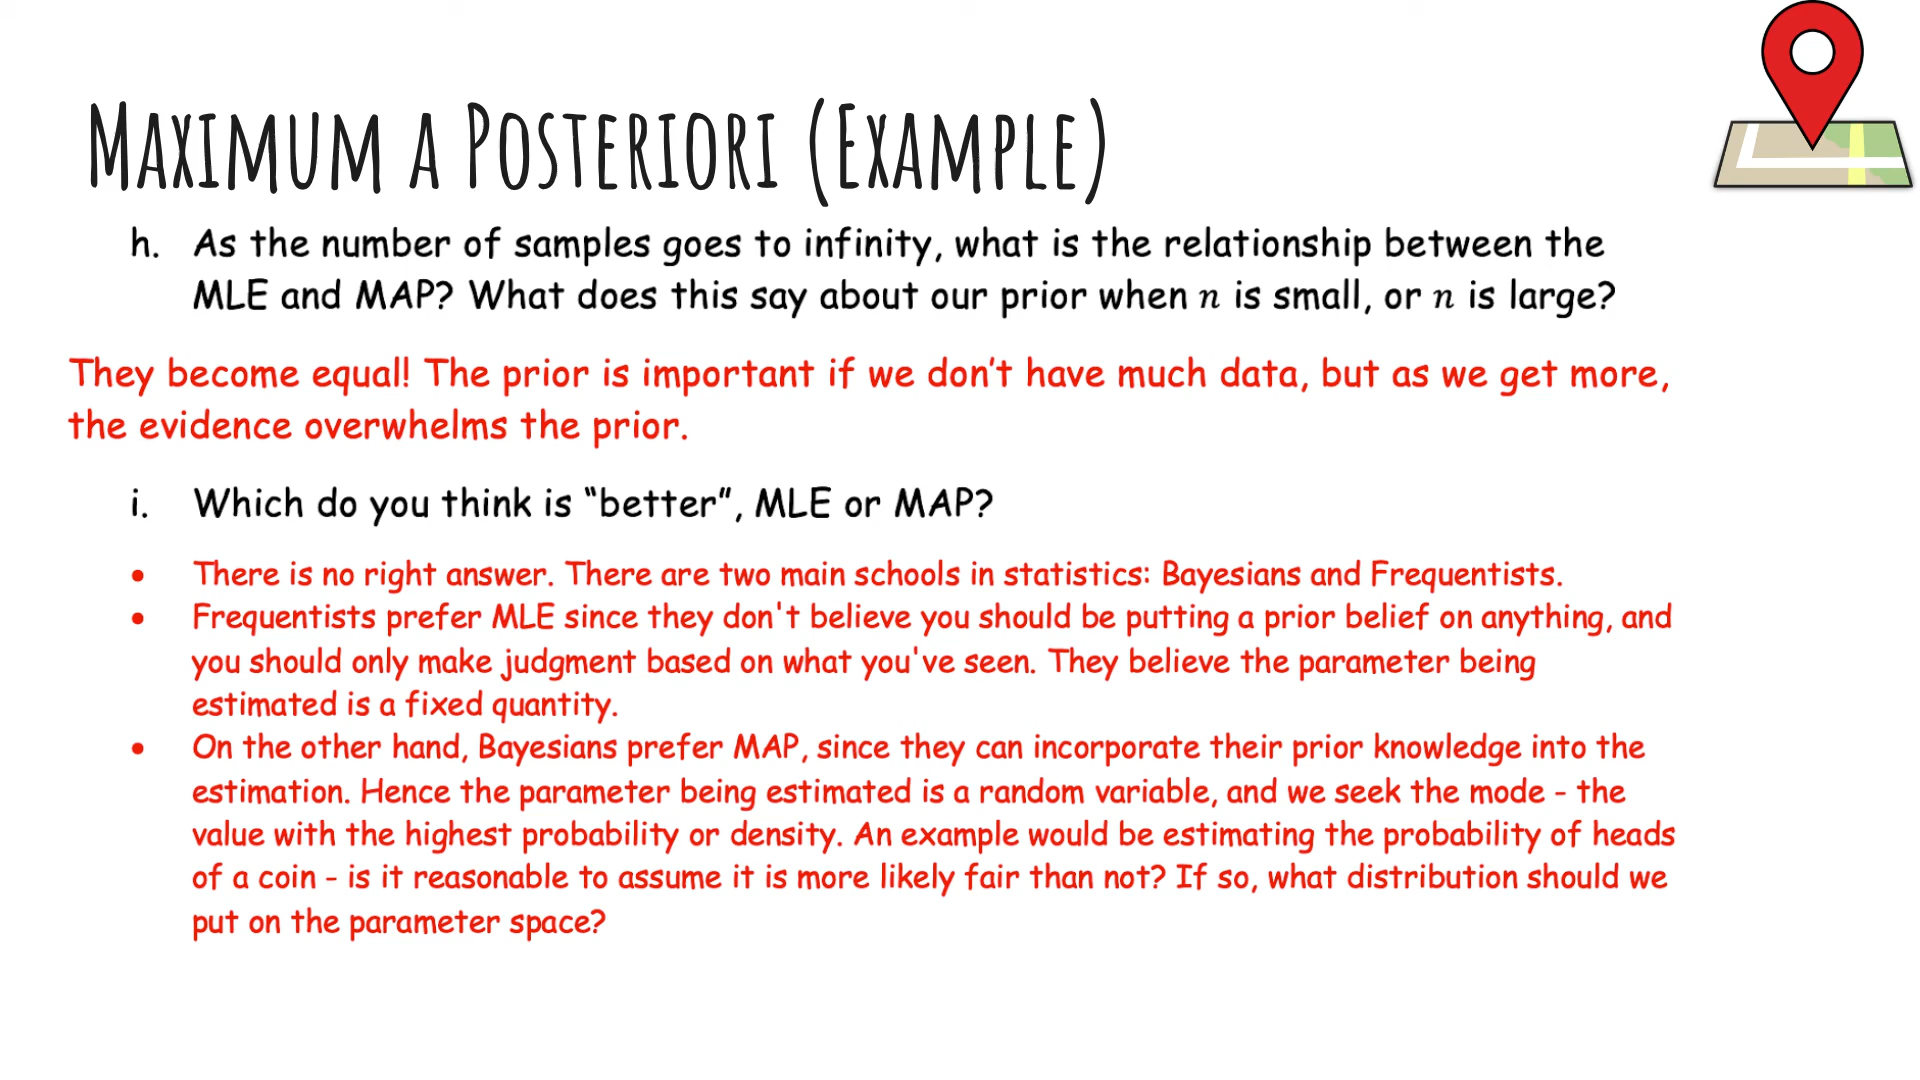 Maximum a Posteriori (Example)
h. As the number of samples goes to infinity, what is the relationship between the
MLE and MAP? What does this say about our prior when n is small, or n is large?
They become equal! The prior is important if we don't have much data, but as we get more,
the evidence overwhelms the prior.
i. Which do you think is “better”, MLE or MAP?
• There is no right answer. There are two main schools in statistics: Bayesians and Frequentists.
• Frequentists prefer MLE since they don't believe you should be putting a prior belief on anything, and
you should only make judgment based on what you've seen. They believe the parameter being
estimated is a fixed quantity.
• On the other hand, Bayesians prefer MAP, since they can incorporate their prior knowledge into the
estimation. Hence the parameter being estimated is a random variable, and we seek the mode - the
value with the highest probability or density. An example would be estimating the probability of heads
of a coin - is it reasonable to assume it is more likely fair than not? If so, what distribution should we
put on the parameter space?